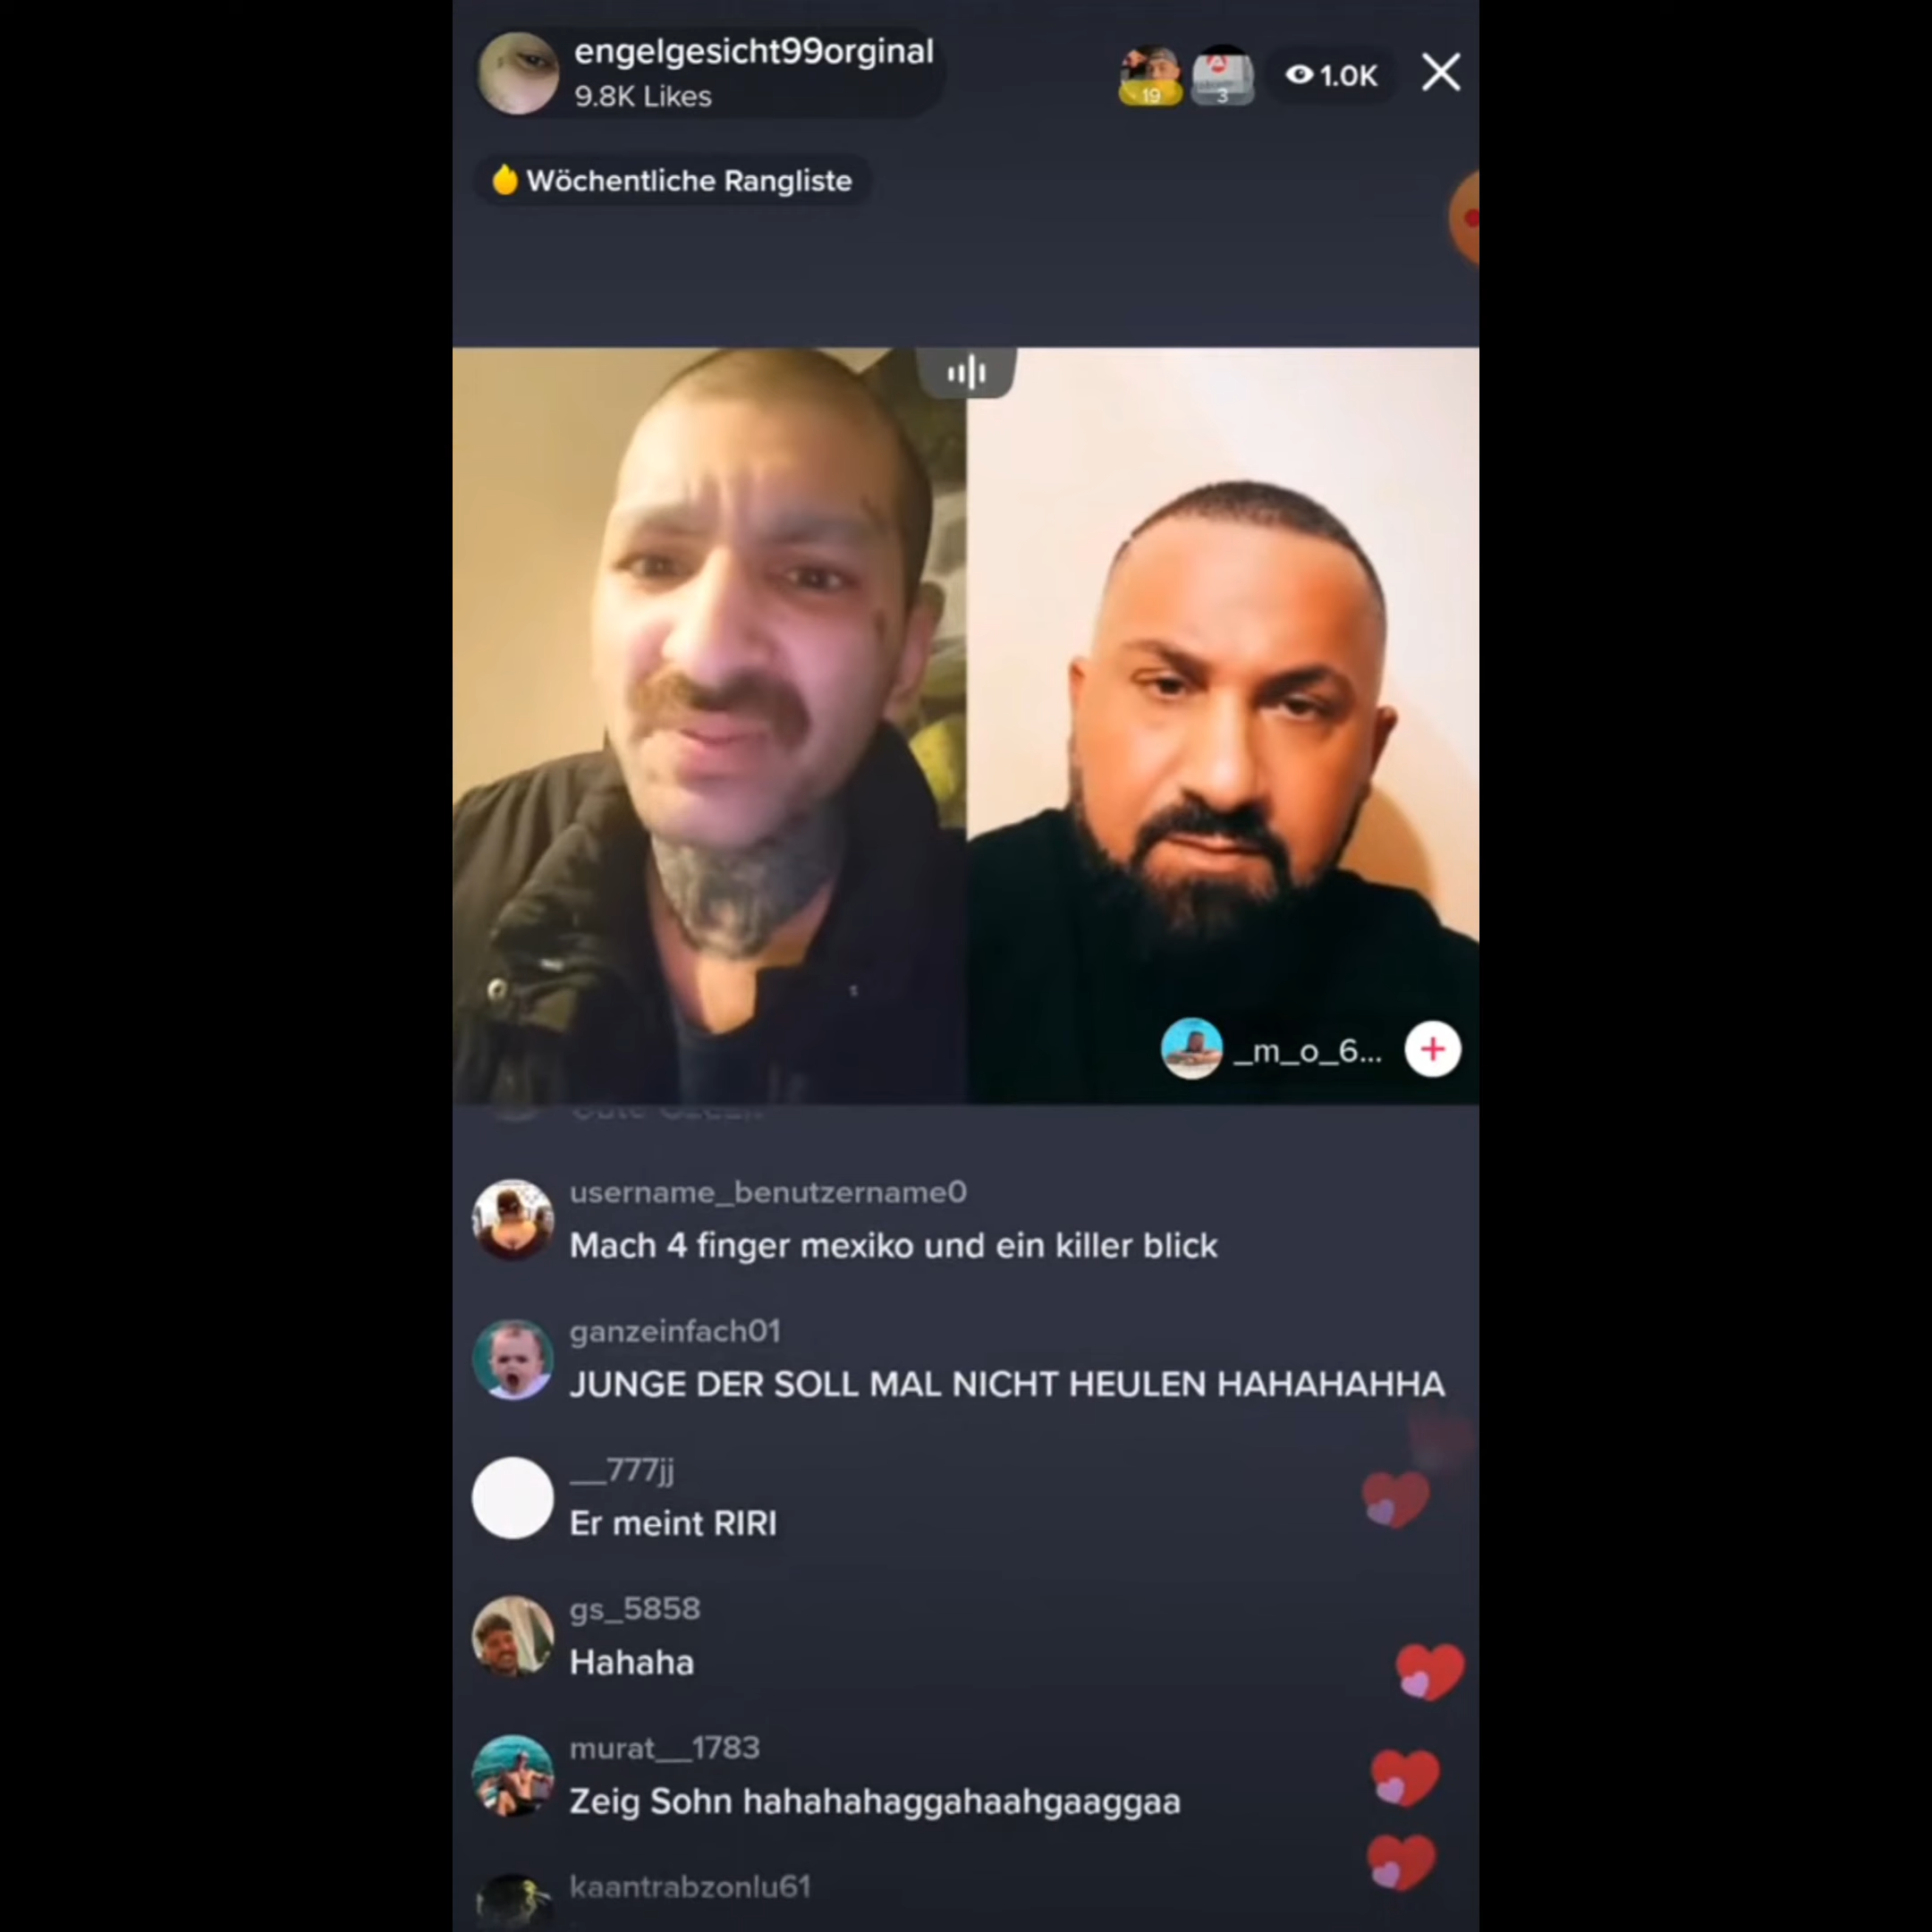 engelgesicht99orginal
9.8K Likes
19
3
1.0K
Wöchentliche Rangliste
_m_o_6...
username_benutzername0
Mach 4 finger mexiko und ein killer blick
ganzeinfach01
JUNGE DER SOLL MAL NICHT HEULEN HAHAHAHHA
__777jj
Er meint RIRI
gs_5858
Hahaha
murat__1783
Zeig Sohn hahahahaggahaahgaaggaa
kaantrabzonlu61